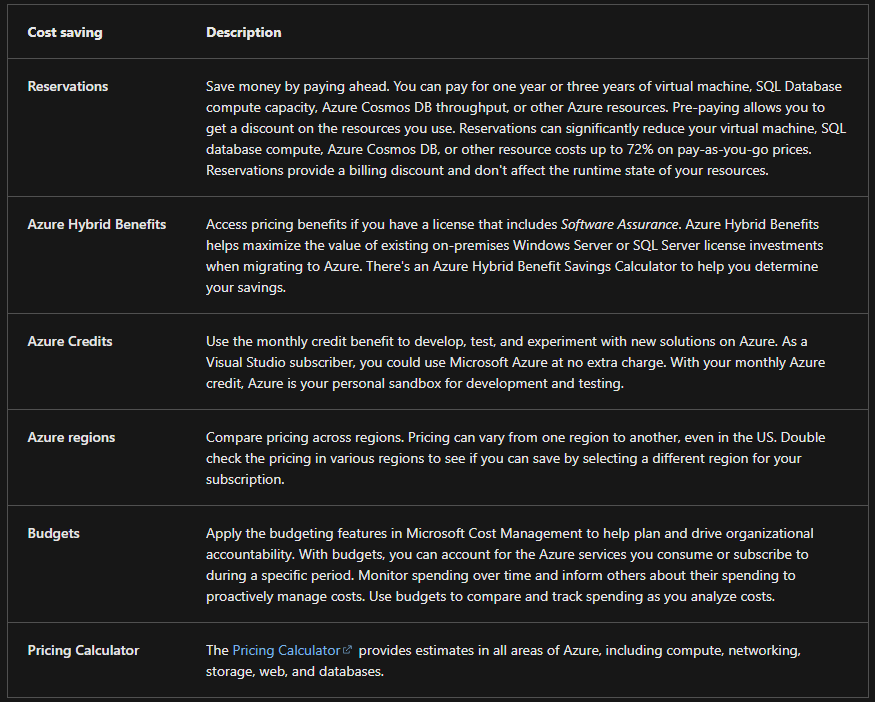 Cost saving Description
Reservations Save money by paying ahead. You can pay for one year or three years of virtual machine, SQL Database
compute capacity, Azure Cosmos DB throughput, or other Azure resources. Pre-paying allows you to
get a discount on the resources you use. Reservations can significantly reduce your virtual machine, SQL
database compute, Azure Cosmos DB, or other resource costs up to 72% on pay-as-you-go prices.
Reservations provide a billing discount and don't affect the runtime state of your resources.
Azure Hybrid Benefits Access pricing benefits if you have a license that includes Software Assurance. Azure Hybrid Benefits
helps maximize the value of existing on-premises Windows Server or SQL Server license investments
when migrating to Azure. There's an Azure Hybrid Benefit Savings Calculator to help you determine
your savings.
Azure Credits Use the monthly credit benefit to develop, test, and experiment with new solutions on Azure. As a
Visual Studio subscriber, you could use Microsoft Azure at no extra charge. With your monthly Azure
credit, Azure is your personal sandbox for development and testing.
Azure regions Compare pricing across regions. Pricing can vary from one region to another, even in the US. Double
check the pricing in various regions to see if you can save by selecting a different region for your
subscription.
Budgets Apply the budgeting features in Microsoft Cost Management to help plan and drive organizational
accountability. With budgets, you can account for the Azure services you consume or subscribe to
during a specific period. Monitor spending over time and inform others about their spending to
proactively manage costs. Use budgets to compare and track spending as you analyze costs.
Pricing Calculator The Pricing Calculator provides estimates in all areas of Azure, including compute, networking,
storage, web, and databases.